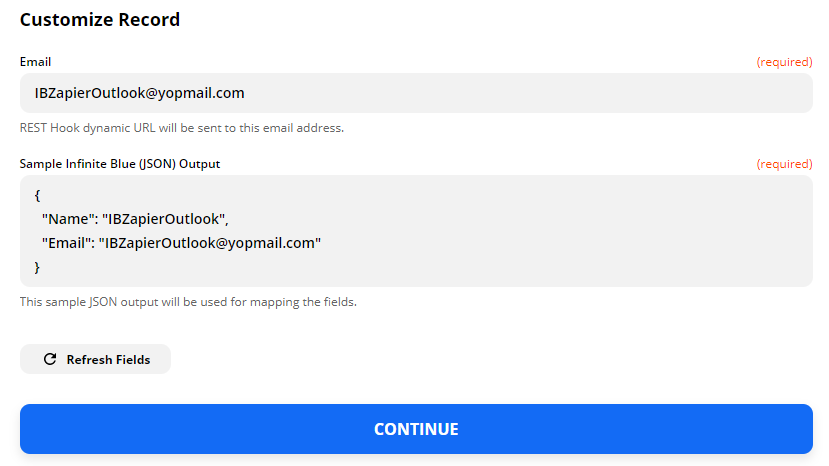 Customize Record
Email (required)
IBZapierOutlook@yopmail.com
REST Hook dynamic URL will be sent to this email address.
Sample Infinite Blue (JSON) Output (required)
{
"Name": "IBZapierOutlook",
"Email": "IBZapierOutlook@yopmail.com"
}
This sample JSON output will be used for mapping the fields.
Refresh Fields
CONTINUE